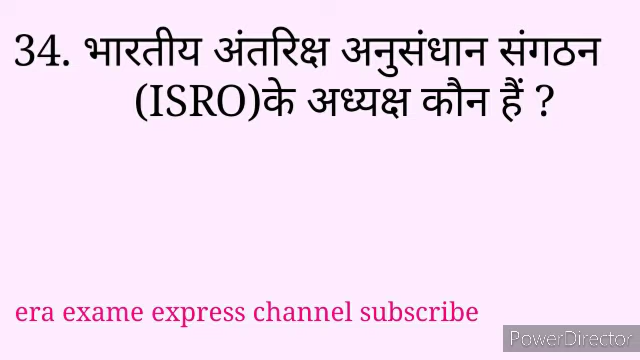 34. भारतीय अंतरिक्ष अनुसंधान संगठन
(ISRO)के अध्यक्ष कौन हैं ?
era exame express channel subscribe
PowerDirector